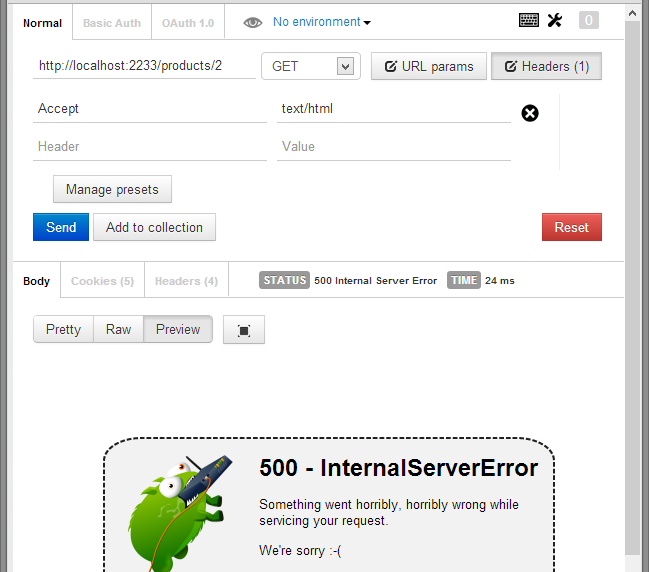 Normal Basic Auth OAuth 1.0 No environment 0
http://localhost:2233/products/2 GET URL params Headers (1)
Accept text/html
Header Value
Manage presets
Send Add to collection Reset
Body Cookies (5) Headers (4) STATUS 500 Internal Server Error TIME 24 ms
Pretty Raw Preview
500 - InternalServerError
Something went horribly, horribly wrong while
servicing your request.
We're sorry :-(